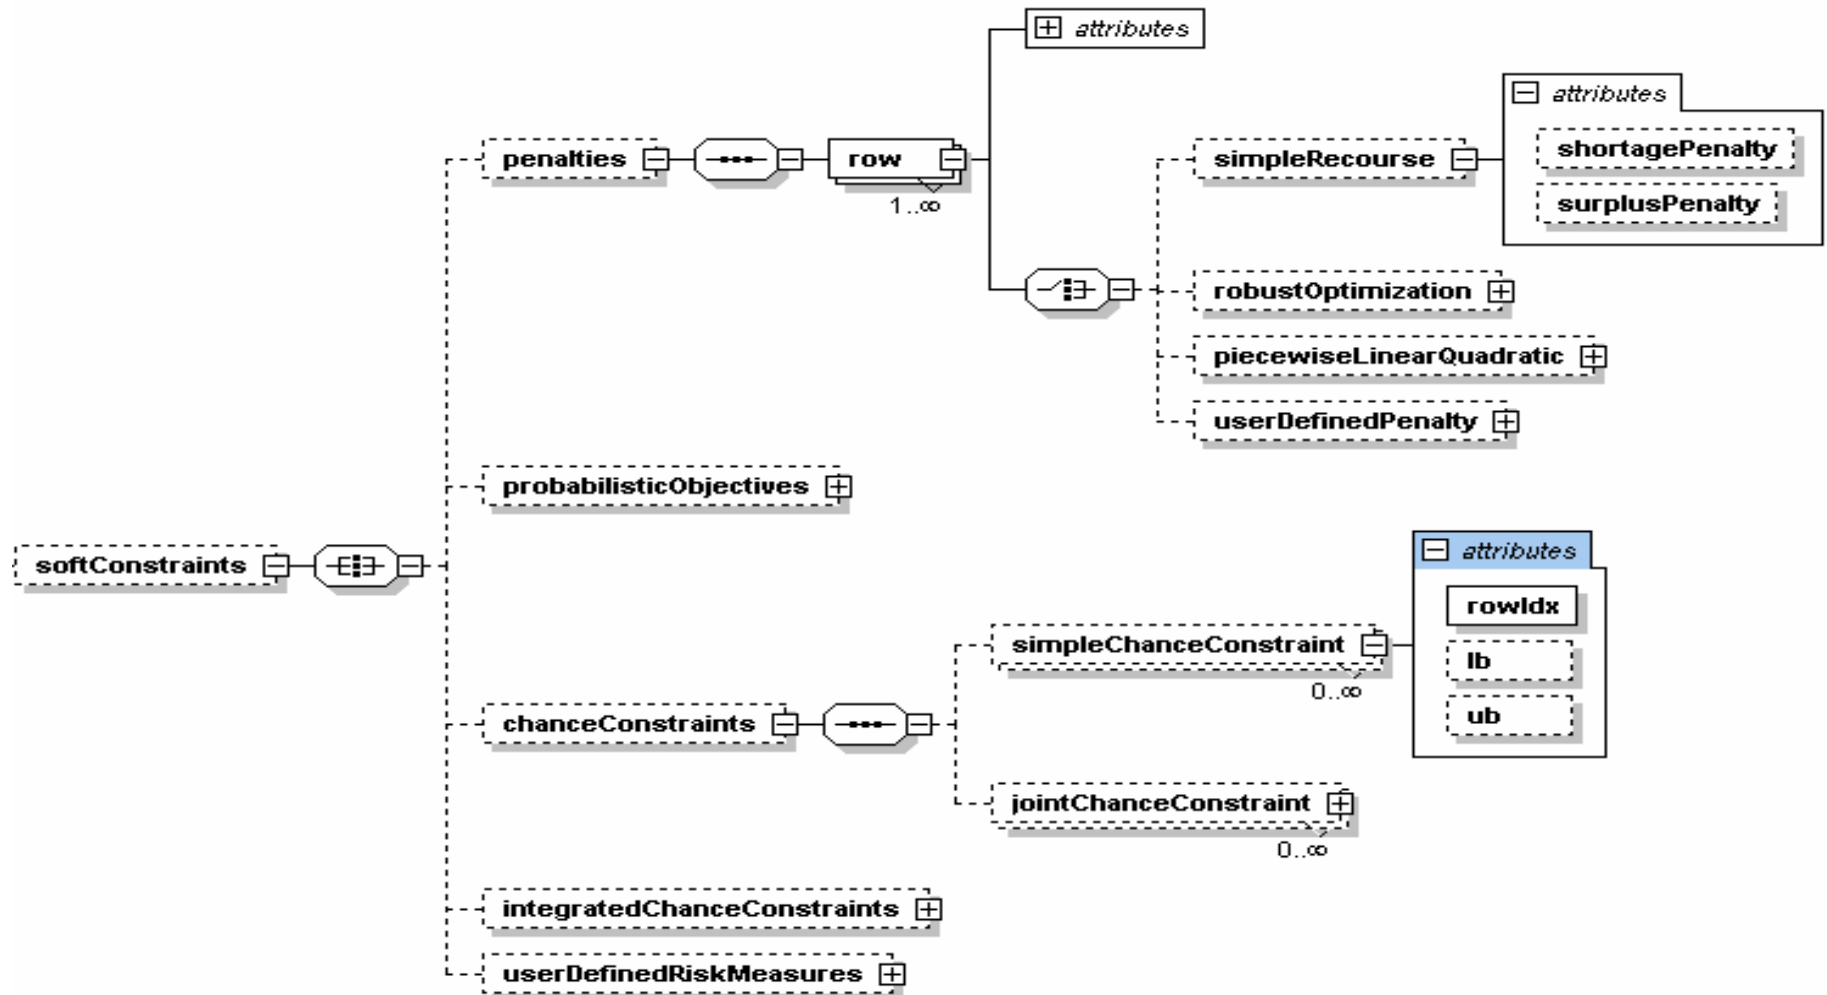 attributes
attributes
penalties
row
simpleRecourse
shortagePenalty
1..∞
surplusPenalty
robustOptimization
piecewiseLinearQuadratic
userDefinedPenalty
probabilisticObjectives
softConstraints
attributes
rowIdx
simpleChanceConstraint
lb
0..∞
ub
chanceConstraints
jointChanceConstraint
0..∞
integratedChanceConstraints
userDefinedRiskMeasures